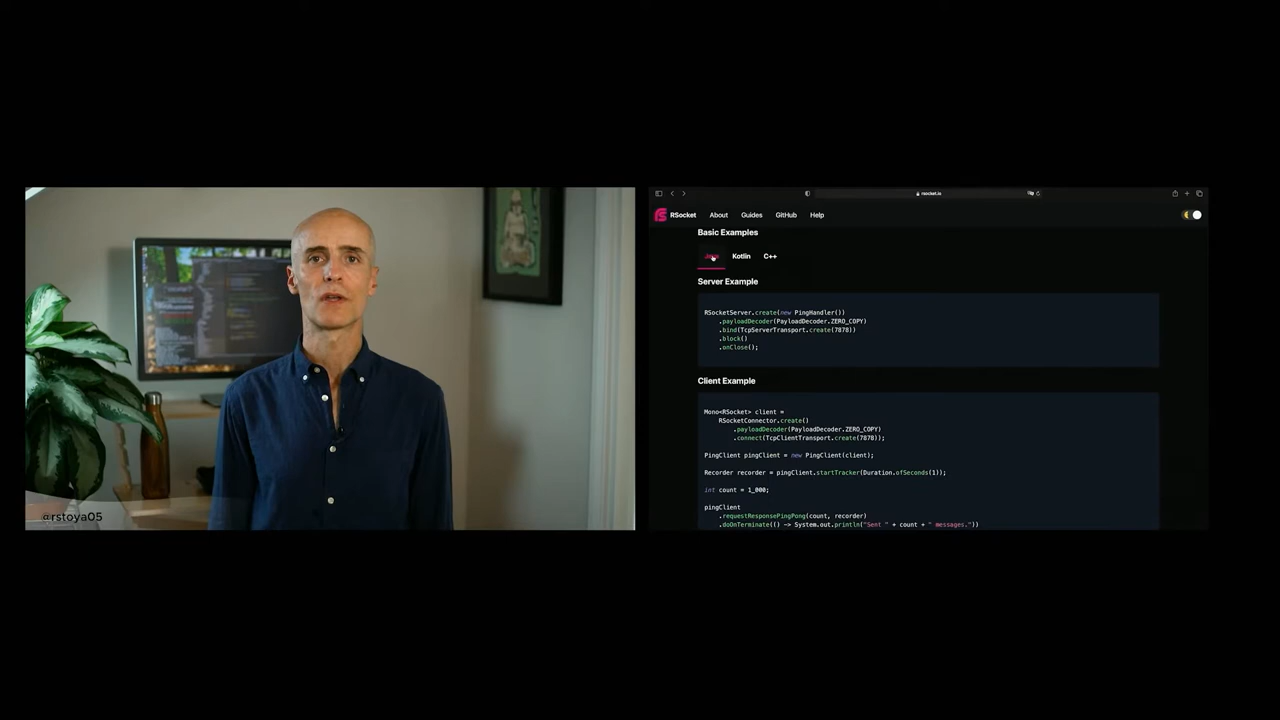 @rstoya05
rsocket.io
RSocket About Guides GitHub Help
Basic Examples
Java Kotlin C++
Server Example
RSocketServer.create(new PingHandler())
.payloadDecoder(PayloadDecoder.ZERO_COPY)
.bind(TcpServerTransport.create(7878))
.block()
.onClose();
Client Example
Mono<RSocket> client =
RSocketConnector.create()
.payloadDecoder(PayloadDecoder.ZERO_COPY)
.connect(TcpClientTransport.create(7878));
PingClient pingClient = new PingClient(client);
Recorder recorder = pingClient.startTracker(Duration.ofSeconds(1));
int count = 1_000;
pingClient
.requestResponsePingPong(count, recorder)
.doOnTerminate(() -> System.out.println("Sent " + count + " messages."))